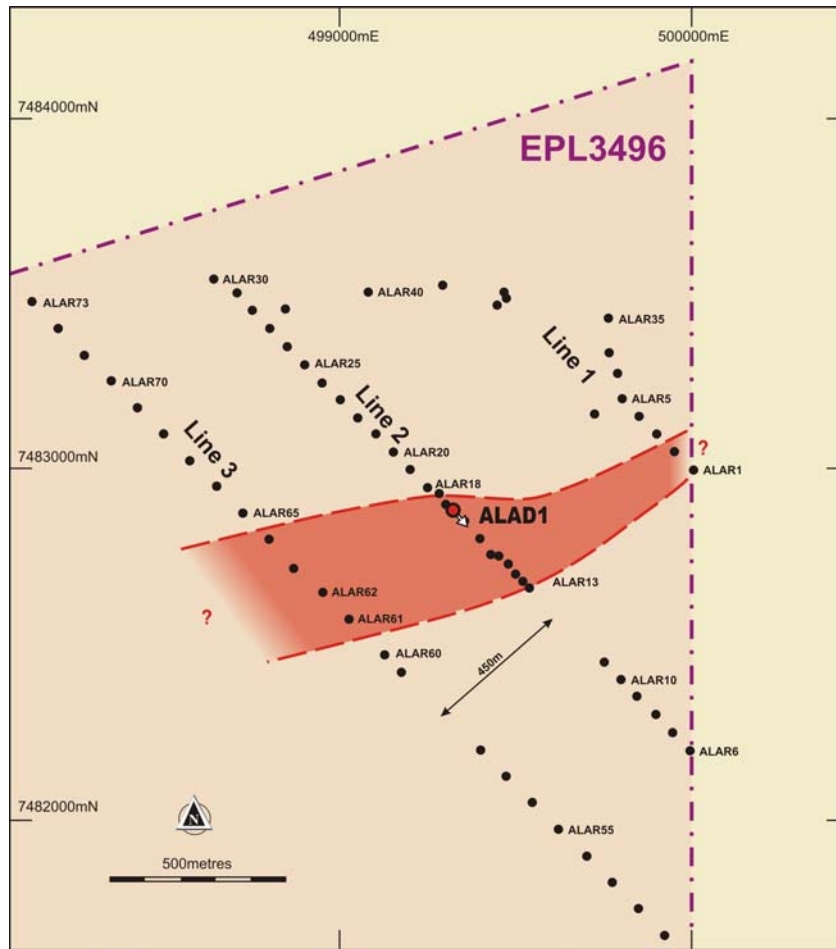 499000mE
500000mE
7484000mN
EPL3496
ALAR30
ALAR73
ALAR40
ALAR35
Line 1
ALAR25
ALAR70
ALAR5
Line 2
Line 3
ALAR20
7483000mN
?
ALAR1
ALAR18
ALAR65
ALAD1
ALAR13
ALAR62
?
ALAR61
ALAR60
450m
ALAR10
ALAR6
7482000mN
N
ALAR55
500metres